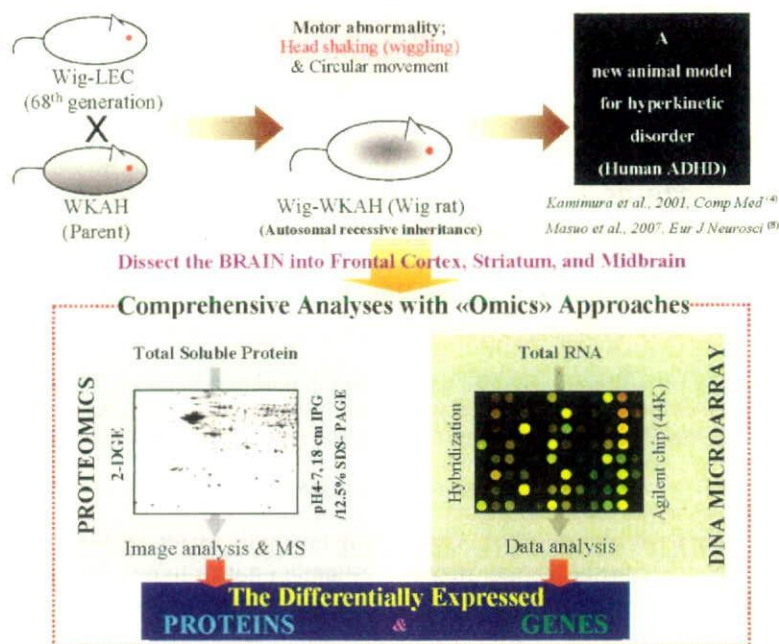 Motor abnormality;
Head shaking (wiggling)
& Circular movement
Wig-LEC
(68th generation)
X
WKAH
(Parent)
Wig-WKAH (Wig rat)
(Autosomal recessive inheritance)
A
new animal model
for hyperkinetic
disorder
(Human ADHD)
Kamimura et al., 2001, Comp Med (4)
Masuo et al., 2007, Eur J Neurosci (8)
Dissect the BRAIN into Frontal Cortex, Striatum, and Midbrain
Comprehensive Analyses with «Omics» Approaches
PROTEOMICS
Total Soluble Protein
2-DGE
pH4-7, 18 cm IPG
/12.5% SDS- PAGE
Image analysis & MS
Total RNA
Hybridization
Agilent chip (44K)
Data analysis
DNA MICROARRAY
The Differentially Expressed
PROTEINS & GENES